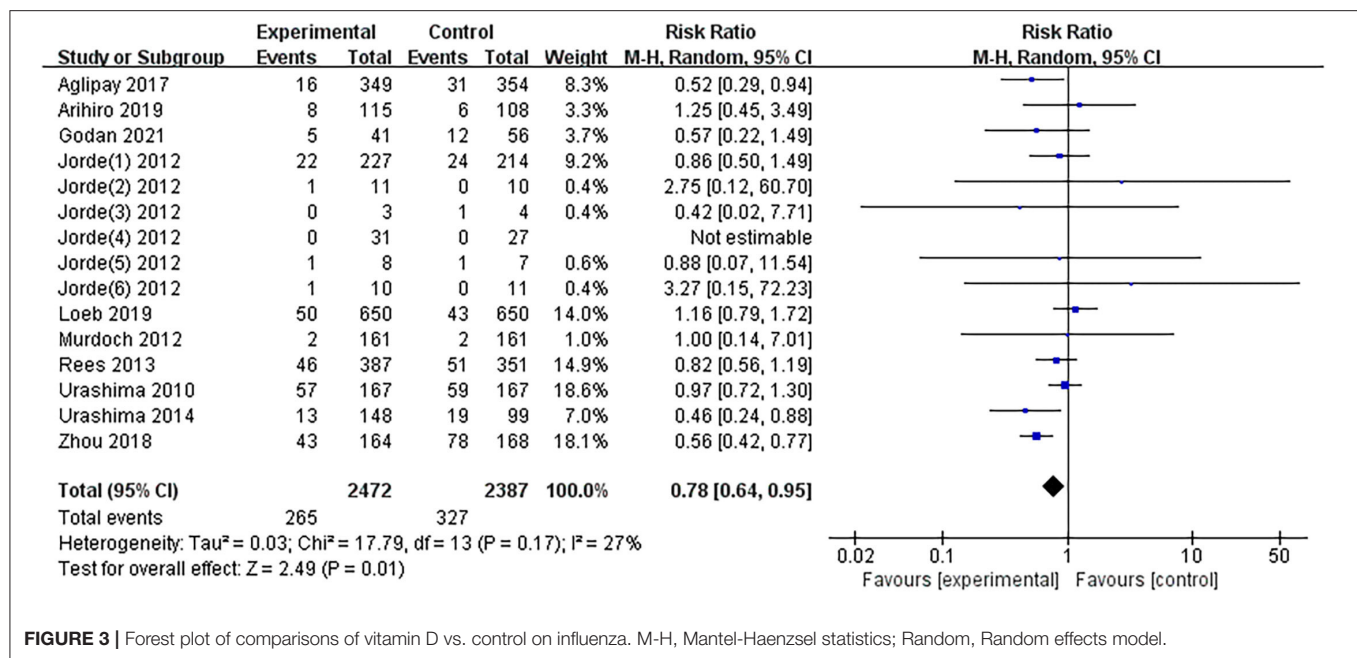 Experimental Control Risk Ratio Risk Ratio
Study or Subgroup Events Total Events Total Weight M-H, Random, 95% CI M-H, Random, 95% CI
Aglipay 2017 16 349 31 354 8.3% 0.52 [0.29, 0.94]
Arihiro 2019 8 115 6 108 3.3% 1.25 [0.45, 3.49]
Godan 2021 5 41 12 56 3.7% 0.57 [0.22, 1.49]
Jorde(1) 2012 22 227 24 214 9.2% 0.86 [0.50, 1.49]
Jorde(2) 2012 1 11 0 10 0.4% 2.75 [0.12, 60.70]
Jorde(3) 2012 0 3 1 4 0.4% 0.42 [0.02, 7.71]
Jorde(4) 2012 0 31 0 27 Not estimable
Jorde(5) 2012 1 8 1 7 0.6% 0.88 [0.07, 11.54]
Jorde(6) 2012 1 10 0 11 0.4% 3.27 [0.15, 72.23]
Loeb 2019 50 650 43 650 14.0% 1.16 [0.79, 1.72]
Murdoch 2012 2 161 2 161 1.0% 1.00 [0.14, 7.01]
Rees 2013 46 387 51 351 14.9% 0.82 [0.56, 1.19]
Urashima 2010 57 167 59 167 18.6% 0.97 [0.72, 1.30]
Urashima 2014 13 148 19 99 7.0% 0.46 [0.24, 0.88]
Zhou 2018 43 164 78 168 18.1% 0.56 [0.42, 0.77]
Total (95% CI) 2472 2387 100.0% 0.78 [0.64, 0.95]
Total events 265 327
Heterogeneity: Tau² = 0.03; Chi² = 17.79, df = 13 (P = 0.17); I² = 27%
Test for overall effect: Z = 2.49 (P = 0.01)
0.02 0.1 1 10 50
Favours [experimental] Favours [control]
FIGURE 3 | Forest plot of comparisons of vitamin D vs. control on influenza. M-H, Mantel-Haenzsel statistics; Random, Random effects model.